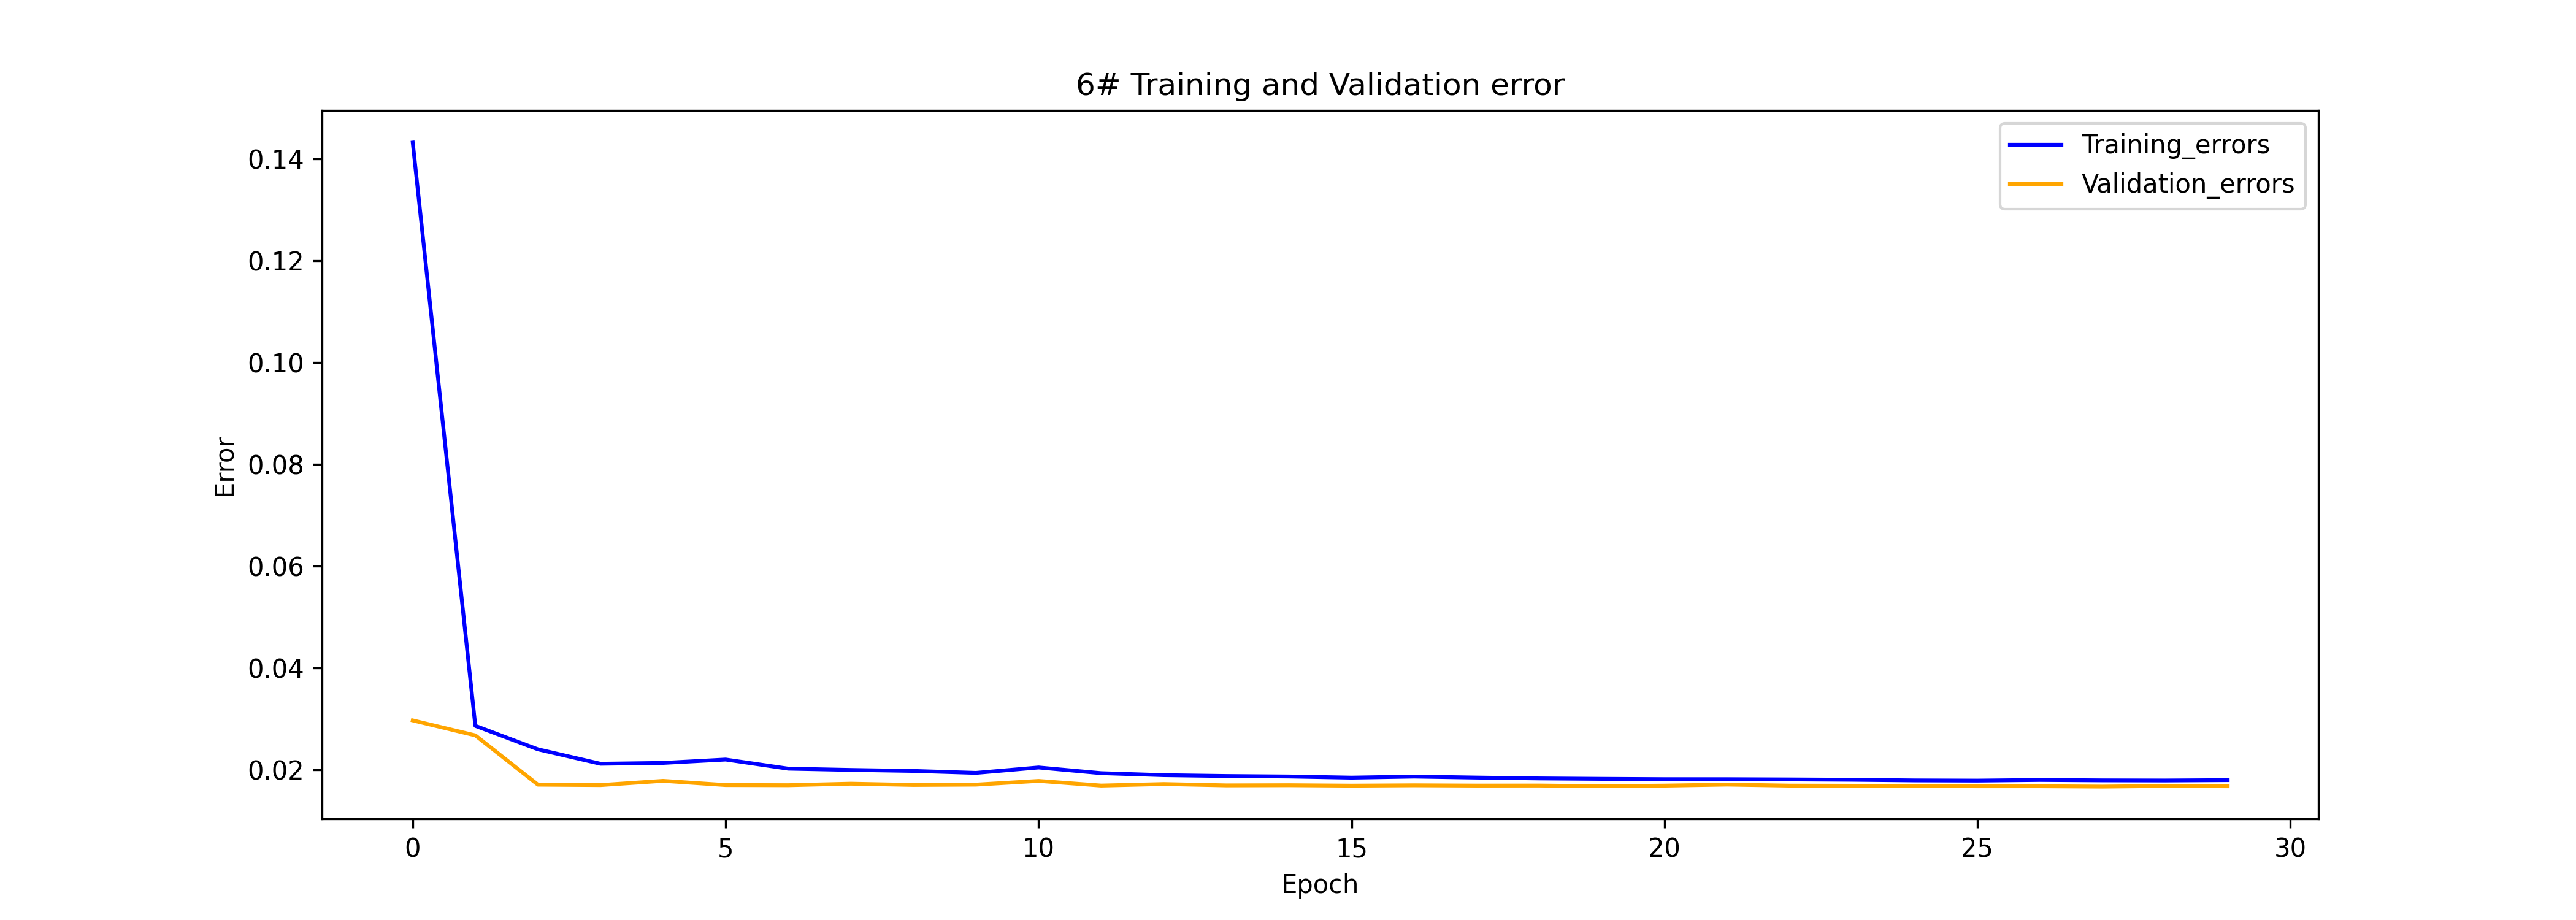 6# Training and Validation error
Training_errors
Validation_errors
0.14
0.12
0.10
0.08
0.06
0.04
0.02
Error
0 5 10 15 20 25 30
Epoch